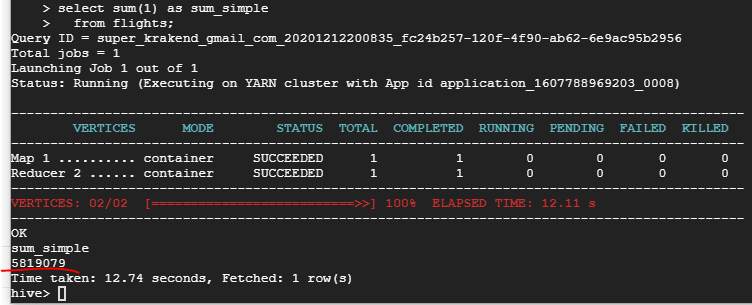 > select sum(1) as sum_simple
>   from flights;
Query ID = super_krakend_gmail_com_20201212200835_fc24b257-120f-4f90-ab62-6e9ac95b2956
Total jobs = 1
Launching Job 1 out of 1
Status: Running (Executing on YARN cluster with App id application_1607788969203_0008)
----------------------------------------------------------------------------------------------
VERTICES      MODE        STATUS  TOTAL  COMPLETED  RUNNING  PENDING  FAILED  KILLED
----------------------------------------------------------------------------------------------
Map 1 .......... container     SUCCEEDED      1          1        0        0       0       0
Reducer 2 ...... container     SUCCEEDED      1          1        0        0       0       0
----------------------------------------------------------------------------------------------
VERTICES: 02/02  [==========================>>] 100%  ELAPSED TIME: 12.11 s
----------------------------------------------------------------------------------------------
OK
sum_simple
5819079
Time taken: 12.74 seconds, Fetched: 1 row(s)
hive>